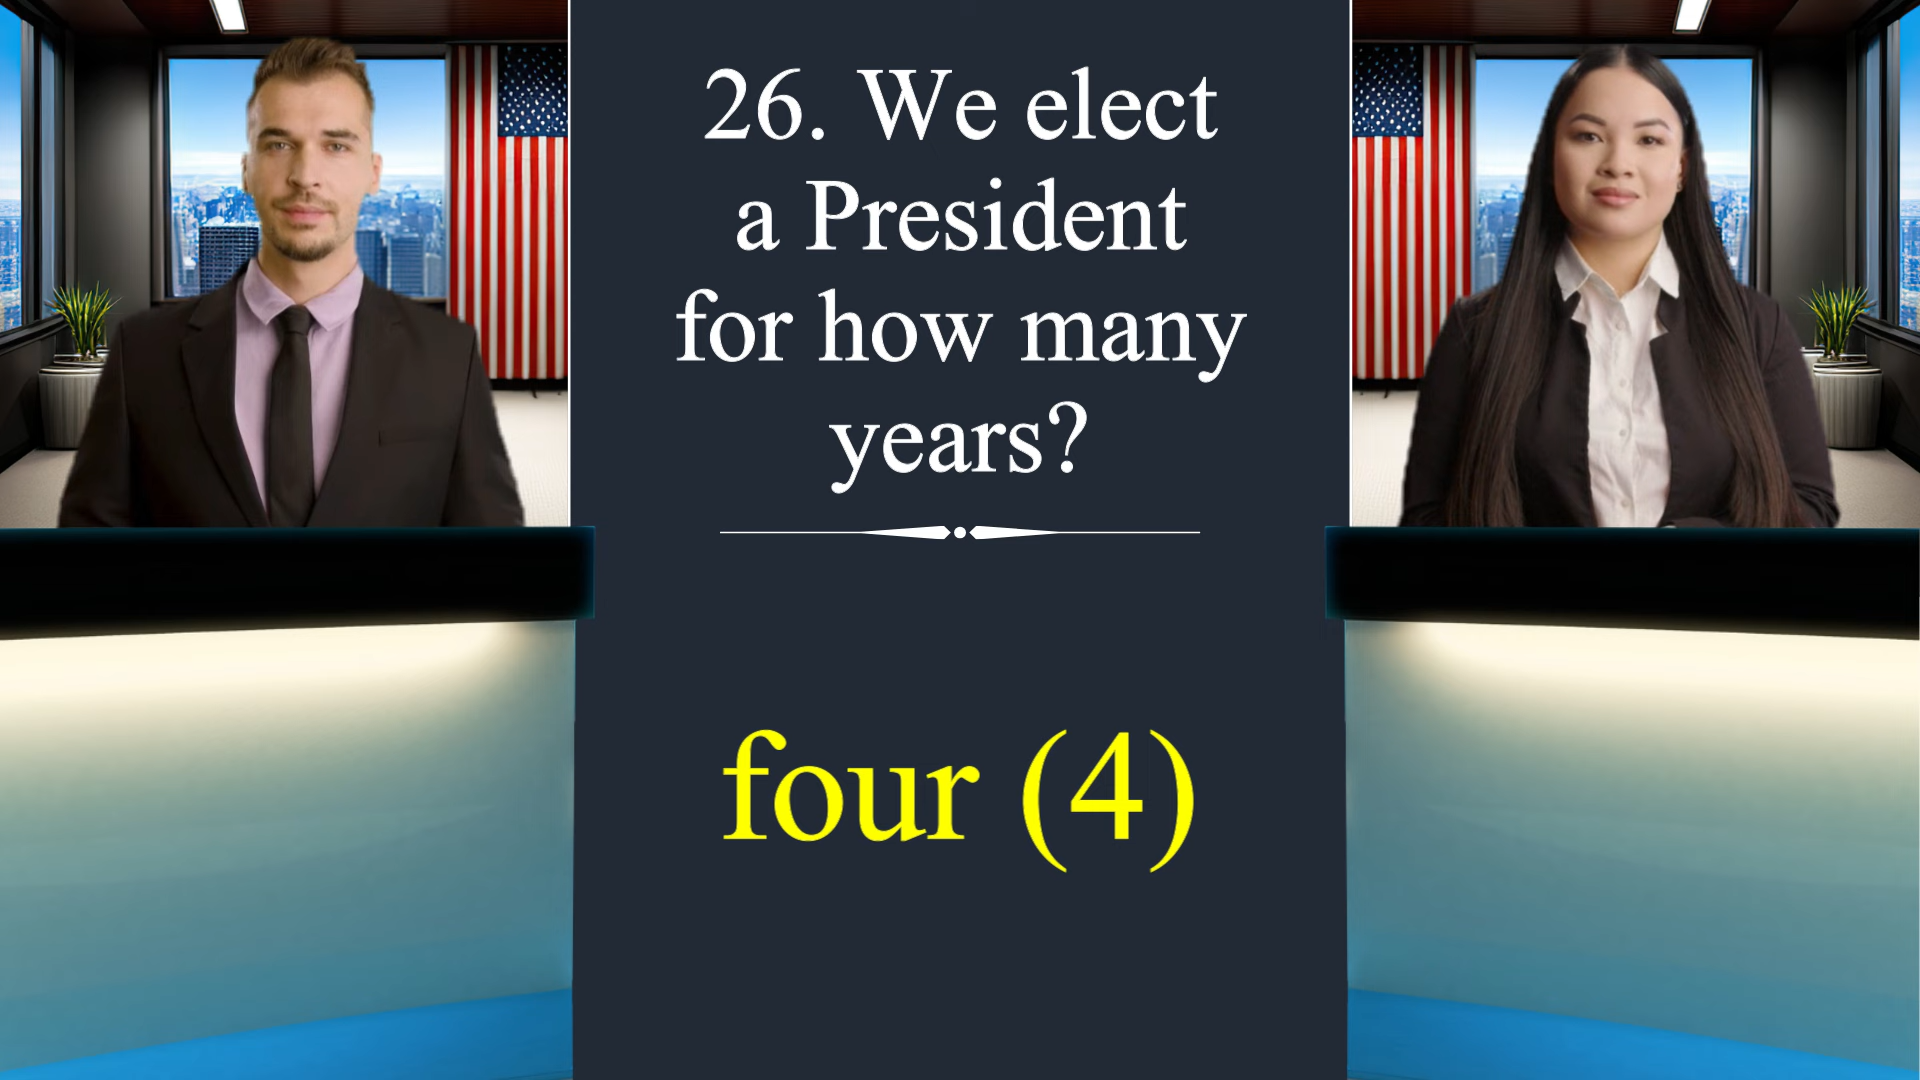 26. We elect
a President
for how many
years?
four (4)